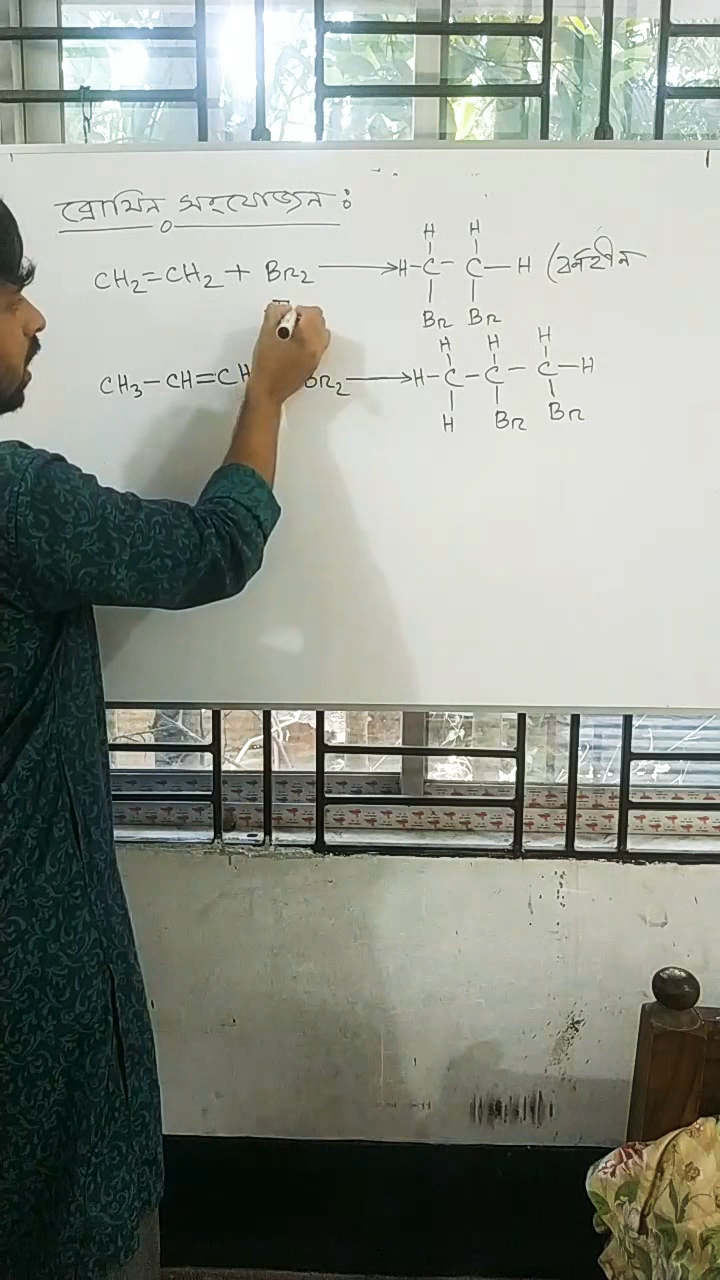 ব্রোমিন সংযোজন :
CH₂=CH₂ + Br₂ ⟶ H-C-C-H (বর্ণহীন
H H
Br Br
CH₃-CH=CH Br₂ ⟶ H-C-C-C-H
H H H
H Br Br